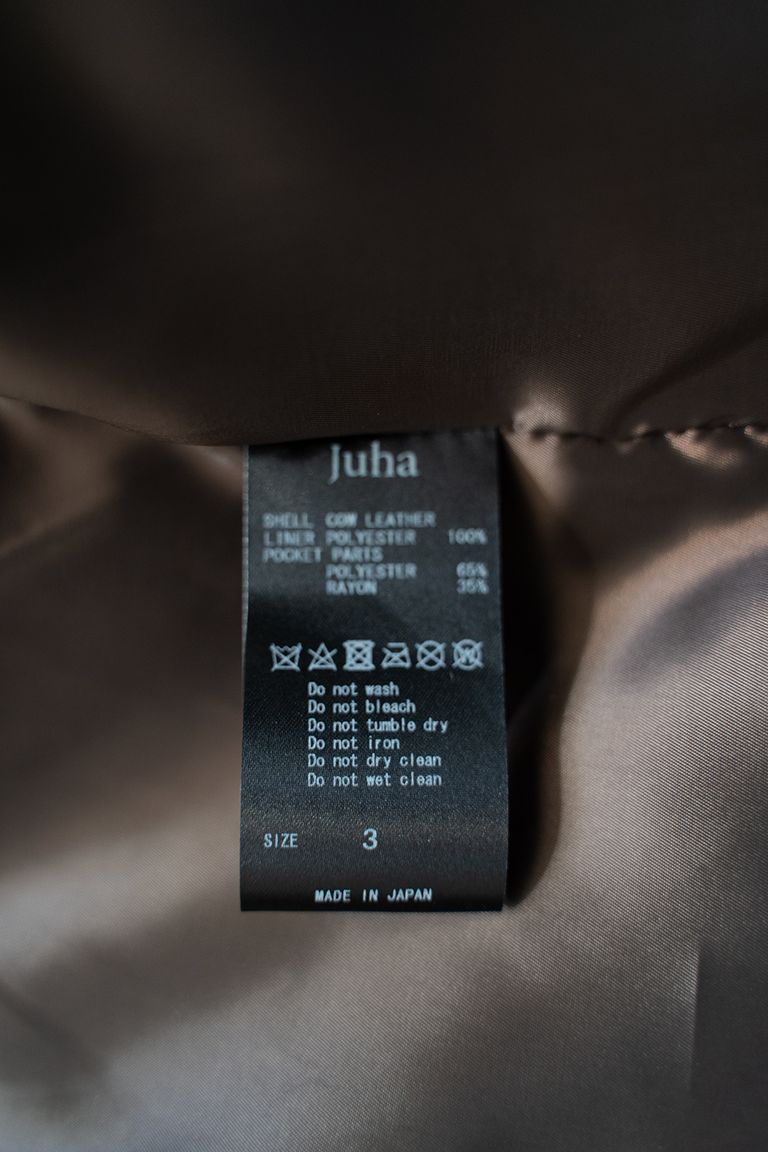 Juha
SHELL COW LEATHER
LINER POLYESTER 100%
POCKET PARTS
POLYESTER 65%
RAYON 35%
Do not wash
Do not bleach
Do not tumble dry
Do not iron
Do not dry clean
Do not wet clean
SIZE 3
MADE IN JAPAN